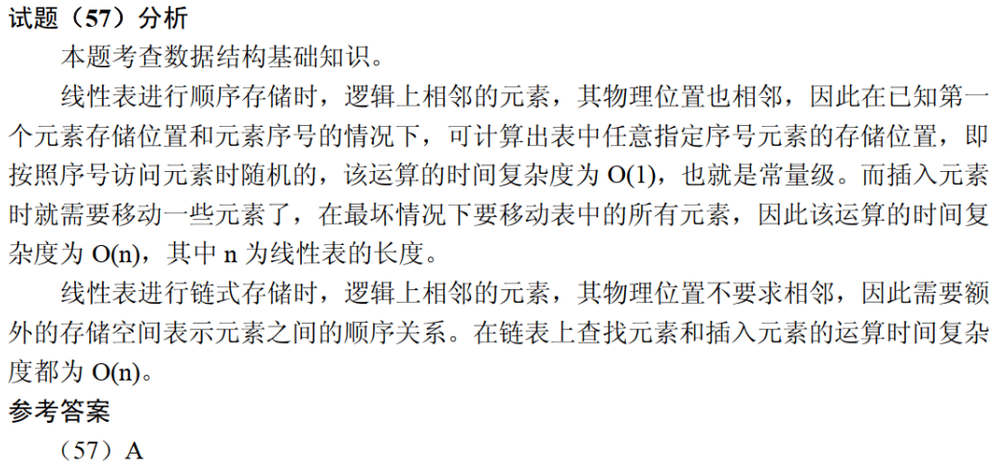 试题（57）分析
本题考查数据结构基础知识。
线性表进行顺序存储时，逻辑上相邻的元素，其物理位置也相邻，因此在已知第一
个元素存储位置和元素序号的情况下，可计算出表中任意指定序号元素的存储位置，即
按照序号访问元素时随机的，该运算的时间复杂度为 O(1)，也就是常量级。而插入元素
时就需要移动一些元素了，在最坏情况下要移动表中的所有元素，因此该运算的时间复
杂度为 O(n)，其中 n 为线性表的长度。
线性表进行链式存储时，逻辑上相邻的元素，其物理位置不要求相邻，因此需要额
外的存储空间表示元素之间的顺序关系。在链表上查找元素和插入元素的运算时间复杂
度都为 O(n)。
参考答案
（57）A